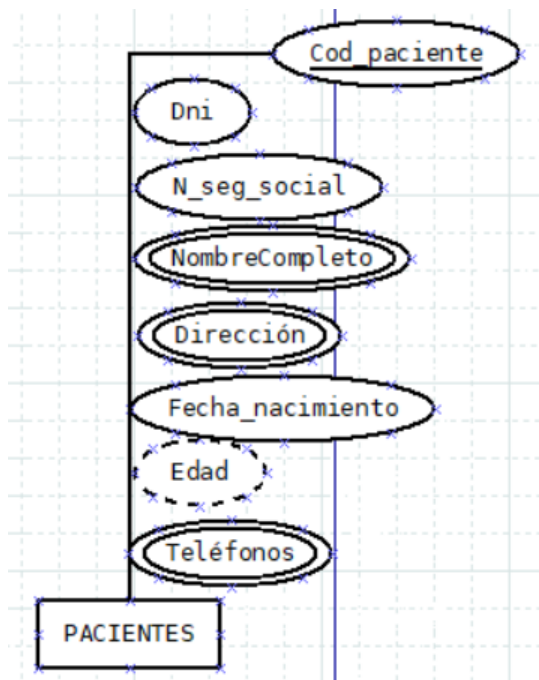 Cod_paciente
Dni
N_seg_social
NombreCompleto
Dirección
Fecha_nacimiento
Edad
Teléfonos
PACIENTES